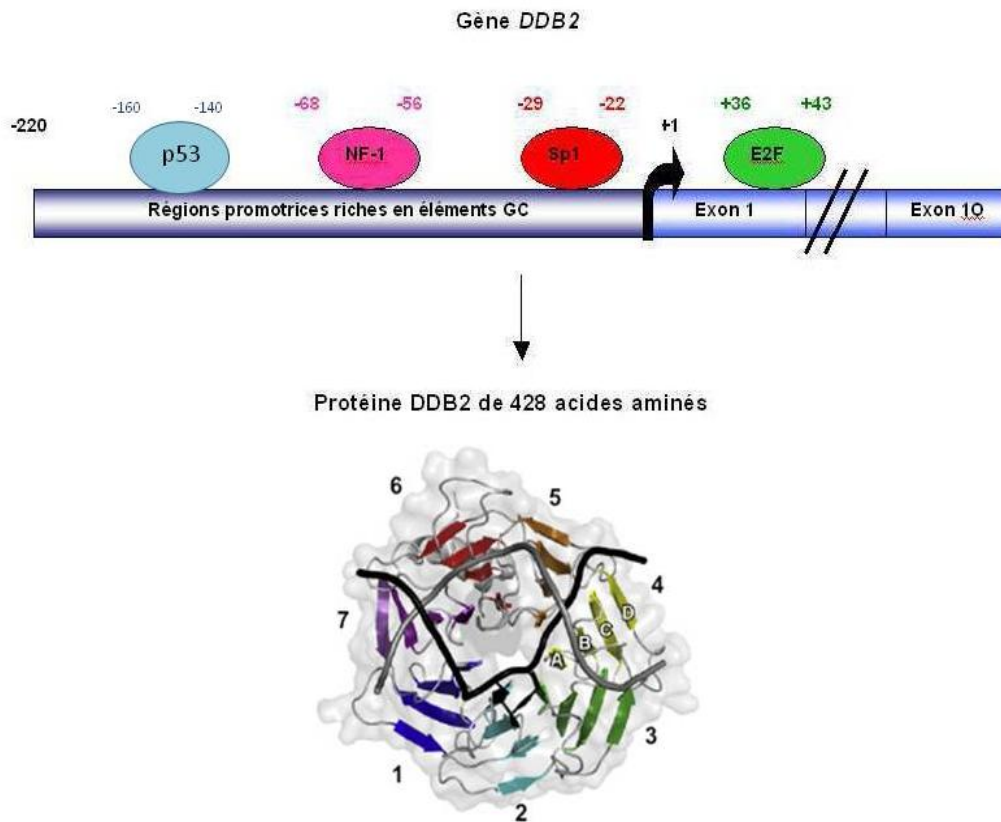 Gène DDB2
-160 -140 -68 -56 -29 -22 +36 +43
-220 +1
p53 NF-1 Sp1 E2F
Régions promotrices riches en éléments GC Exon 1 Exon 10
Protéine DDB2 de 428 acides aminés
6 5
4
7 D
C
B
A
3
1
2